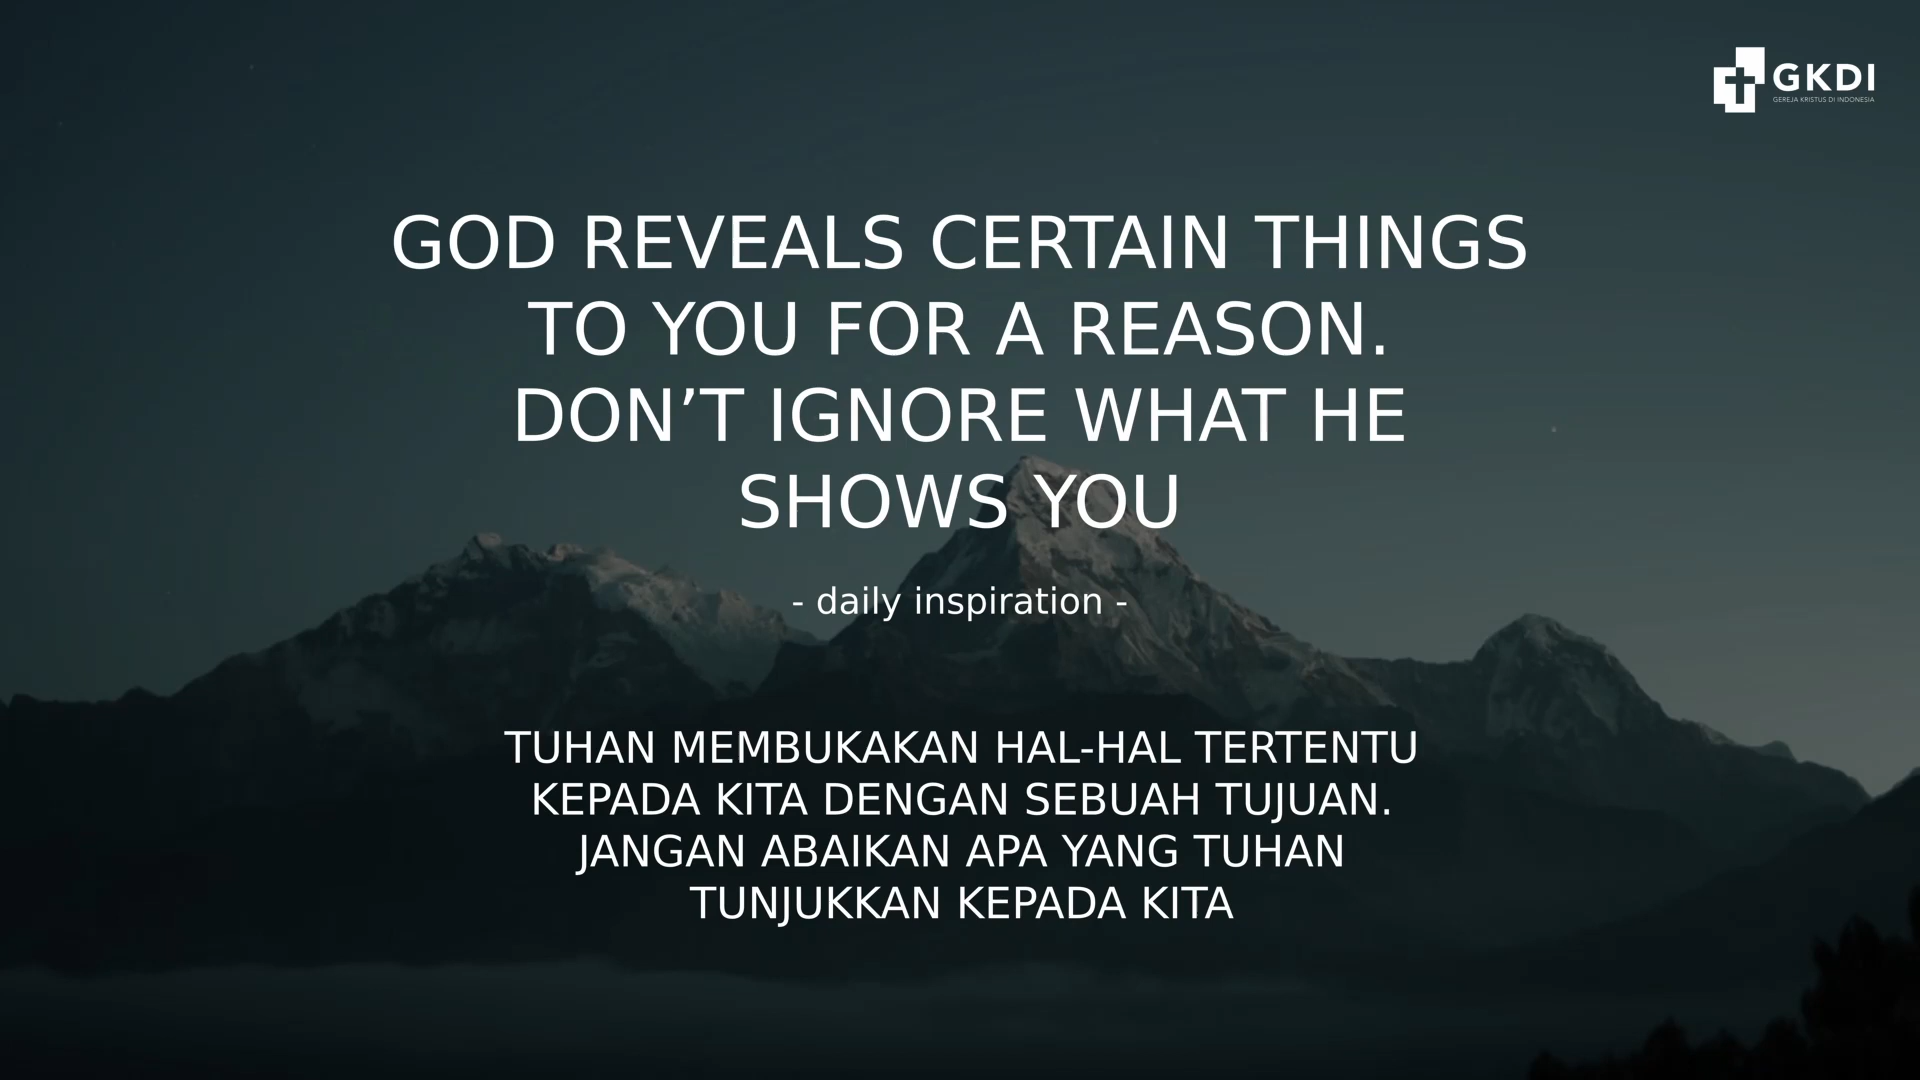 GKDI
GEREJA KRISTUS DI INDONESIA
GOD REVEALS CERTAIN THINGS
TO YOU FOR A REASON.
DON’T IGNORE WHAT HE
SHOWS YOU
- daily inspiration -
TUHAN MEMBUKAKAN HAL-HAL TERTENTU
KEPADA KITA DENGAN SEBUAH TUJUAN.
JANGAN ABAIKAN APA YANG TUHAN
TUNJUKKAN KEPADA KITA